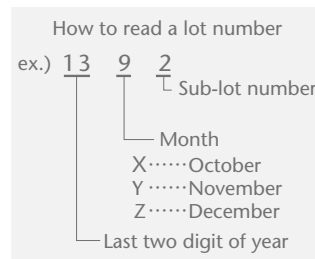 How to read a lot number
ex.) 13 9 2
Sub-lot number
Month
X……October
Y……November
Z……December
Last two digit of year